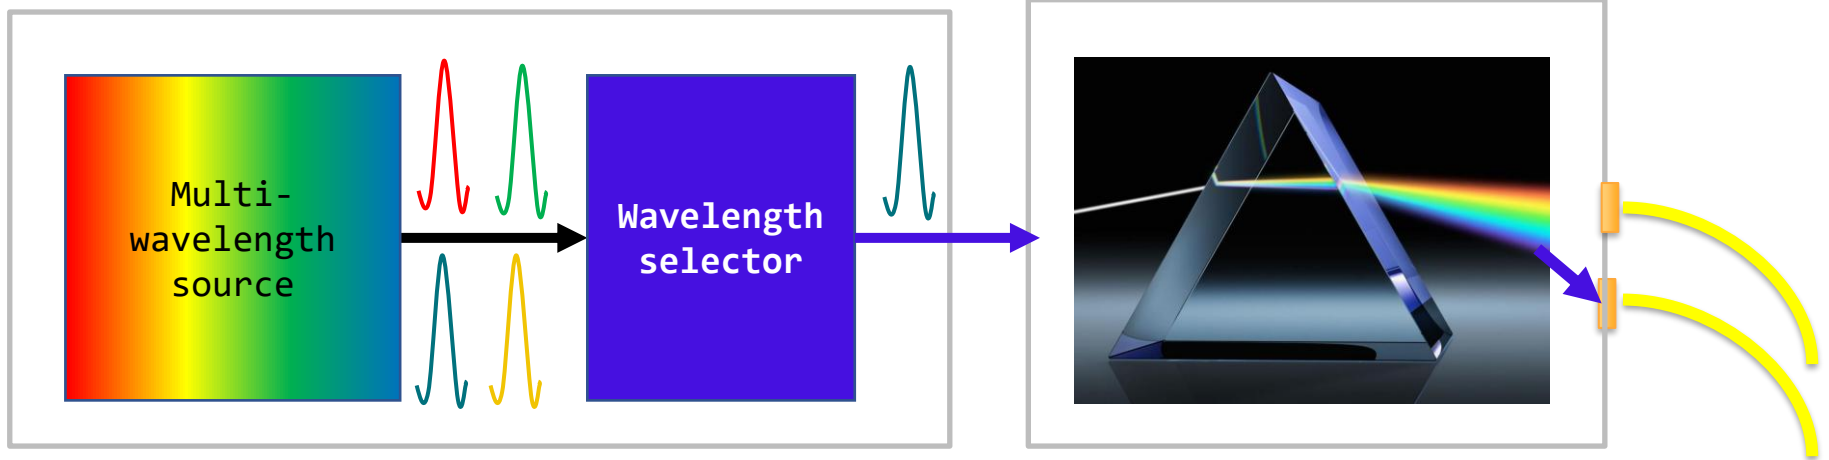 Multi-
wavelength
source
Wavelength
selector